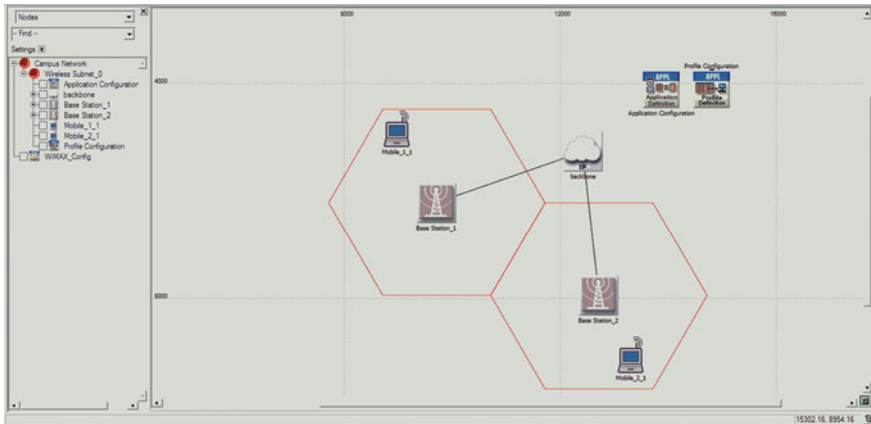 Nodes
- Find -
Settings
Campus Network
Wireless Subnet_0
Application Configuration
backbone
Base Station_1
Base Station_2
Mobile_1_1
Mobile_2_1
Profile Configuration
WiMAX_Config
8000
12000
16000
4000
8000
Mobile_1_1
Base Station_1
IP
backbone
Base Station_2
Mobile_2_1
APPL
Application
Definition
Application Configuration
Profile Configuration
APPL
Profile
Definition
15302.16, 8954.16